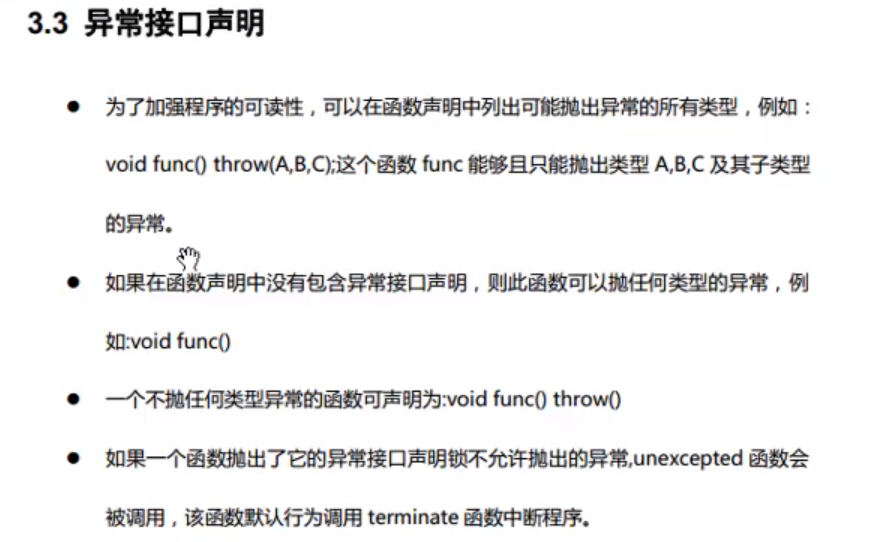 3.3 异常接口声明
● 为了加强程序的可读性，可以在函数声明中列出可能抛出异常的所有类型，例如：
void func() throw(A,B,C);这个函数 func 能够且只能抛出类型 A,B,C 及其子类型
的异常。
● 如果在函数声明中没有包含异常接口声明，则此函数可以抛任何类型的异常，例
如:void func()
● 一个不抛任何类型异常的函数可声明为:void func() throw()
● 如果一个函数抛出了它的异常接口声明锁不允许抛出的异常,unexcepted 函数会
被调用，该函数默认行为调用 terminate 函数中断程序。